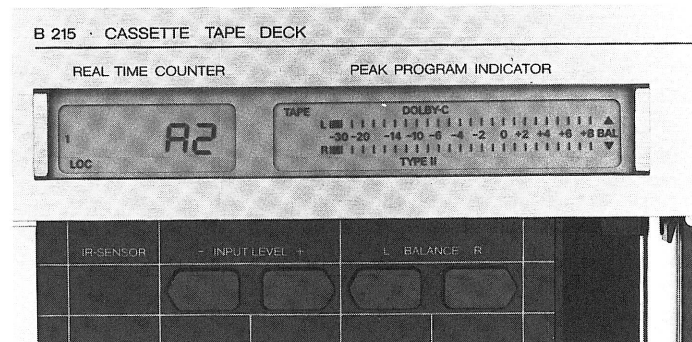 B 215 · CASSETTE TAPE DECK
REAL TIME COUNTER
PEAK PROGRAM INDICATOR
1
A2
LOC
TAPE DOLBY-C
L
-30 -20 -14 -10 -6 -4 -2 0 +2 +4 +6 +8 BAL
R
TYPE II
IR-SENSOR
- INPUT LEVEL +
L BALANCE R